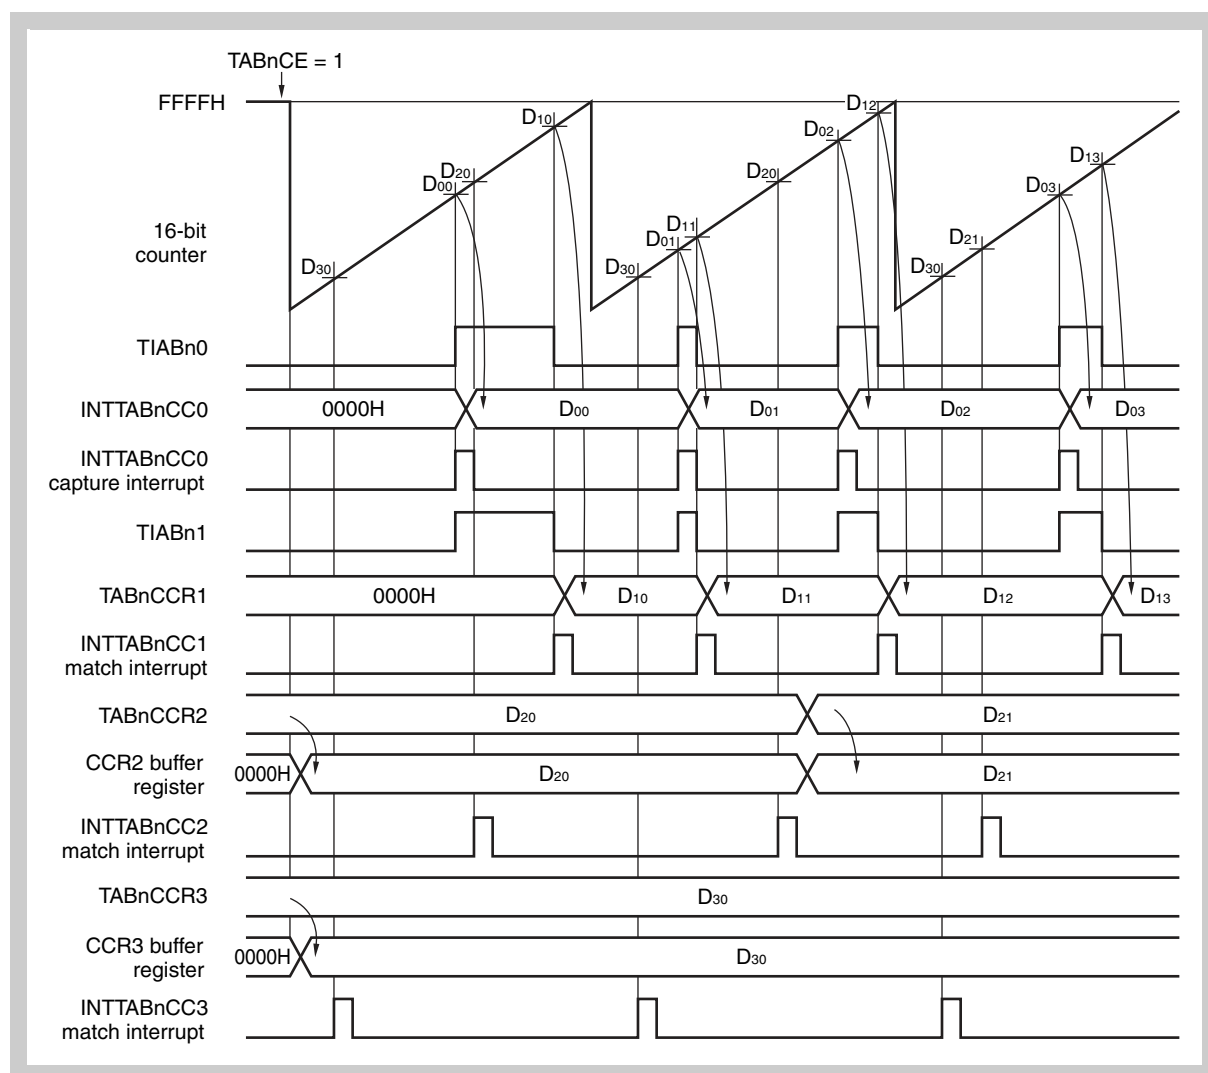 TABnCE = 1
FFFFH
D10
D12
D02
D20
D00
D20
D13
D03
16-bit
counter
D11
D01
D21
D30
D30
D30
TIABn0
INTTABnCC0
0000H
D00
D01
D02
D03
INTTABnCC0
capture interrupt
TIABn1
TABnCCR1
0000H
D10
D11
D12
D13
INTTABnCC1
match interrupt
TABnCCR2
D20
D21
CCR2 buffer
register
0000H
D20
D21
INTTABnCC2
match interrupt
TABnCCR3
D30
CCR3 buffer
register
0000H
D30
INTTABnCC3
match interrupt